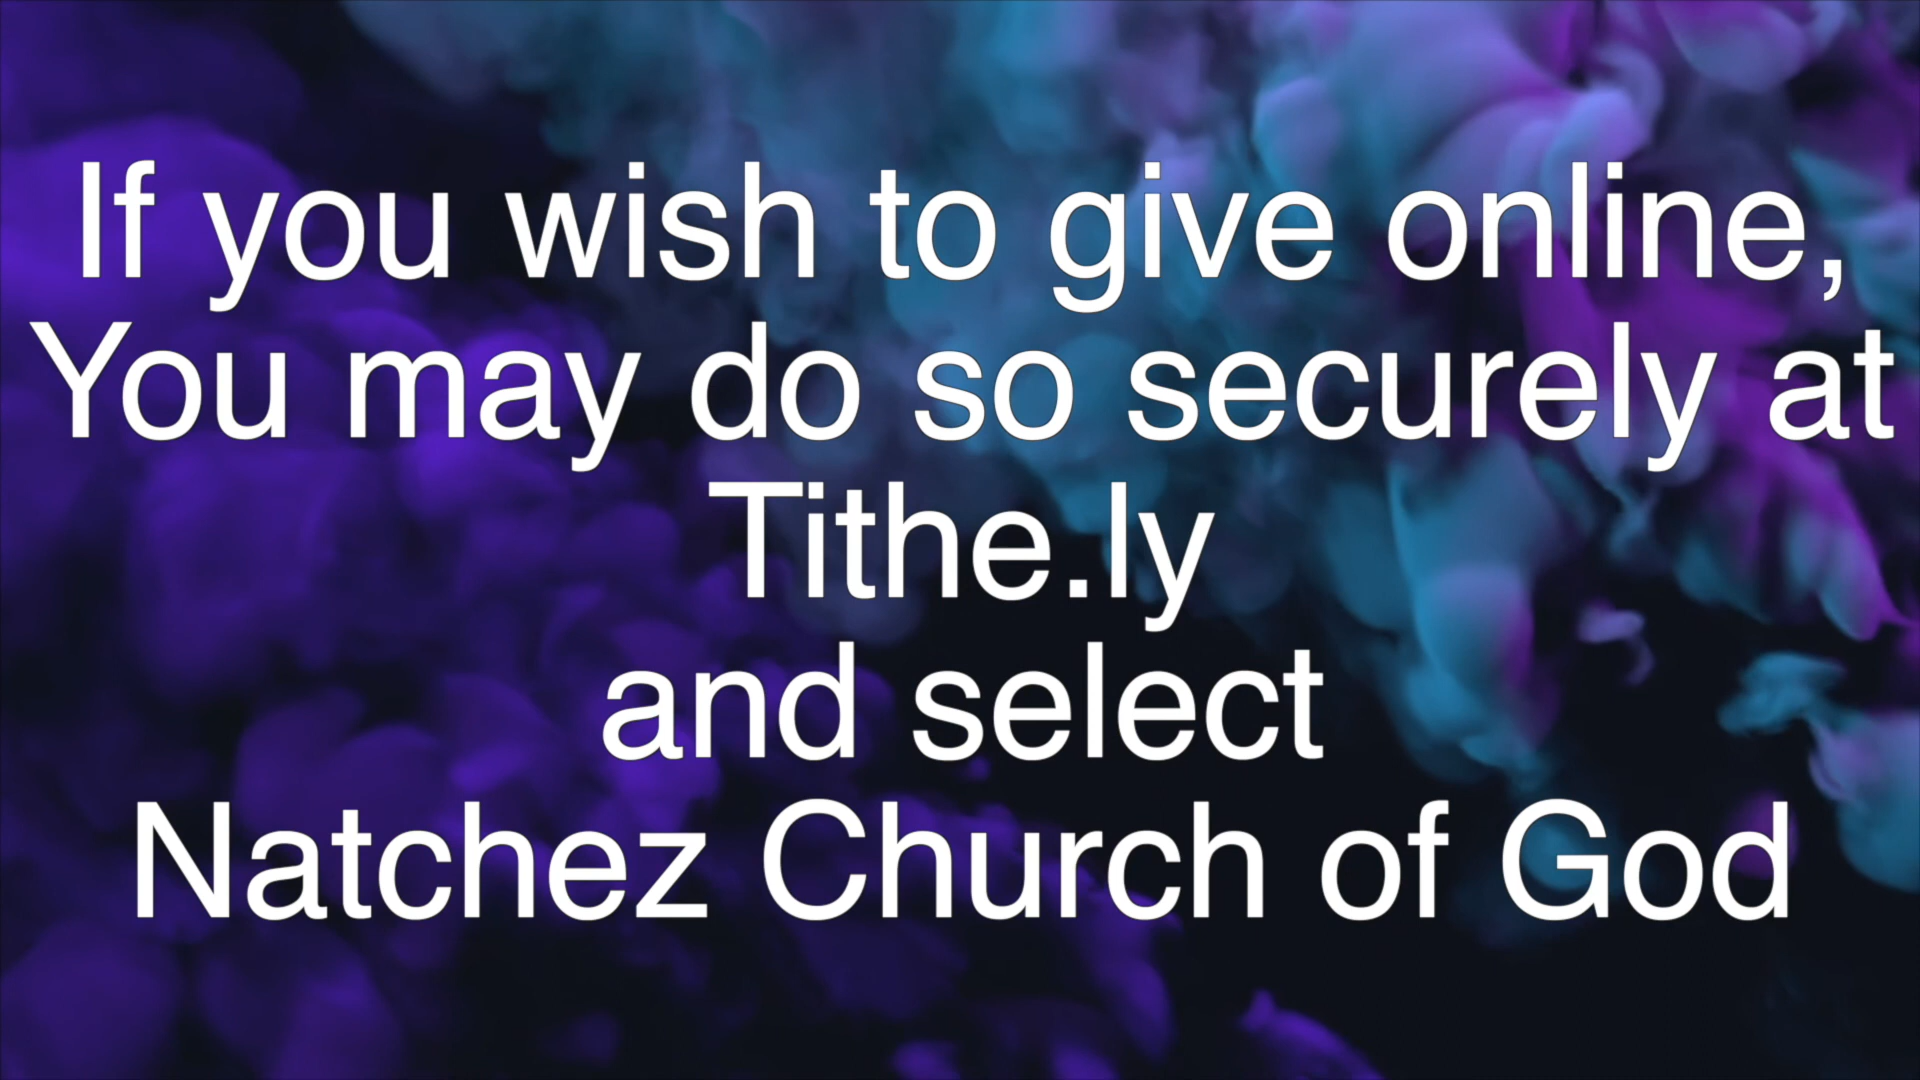 If you wish to give online,
You may do so securely at
Tithe.ly
and select
Natchez Church of God